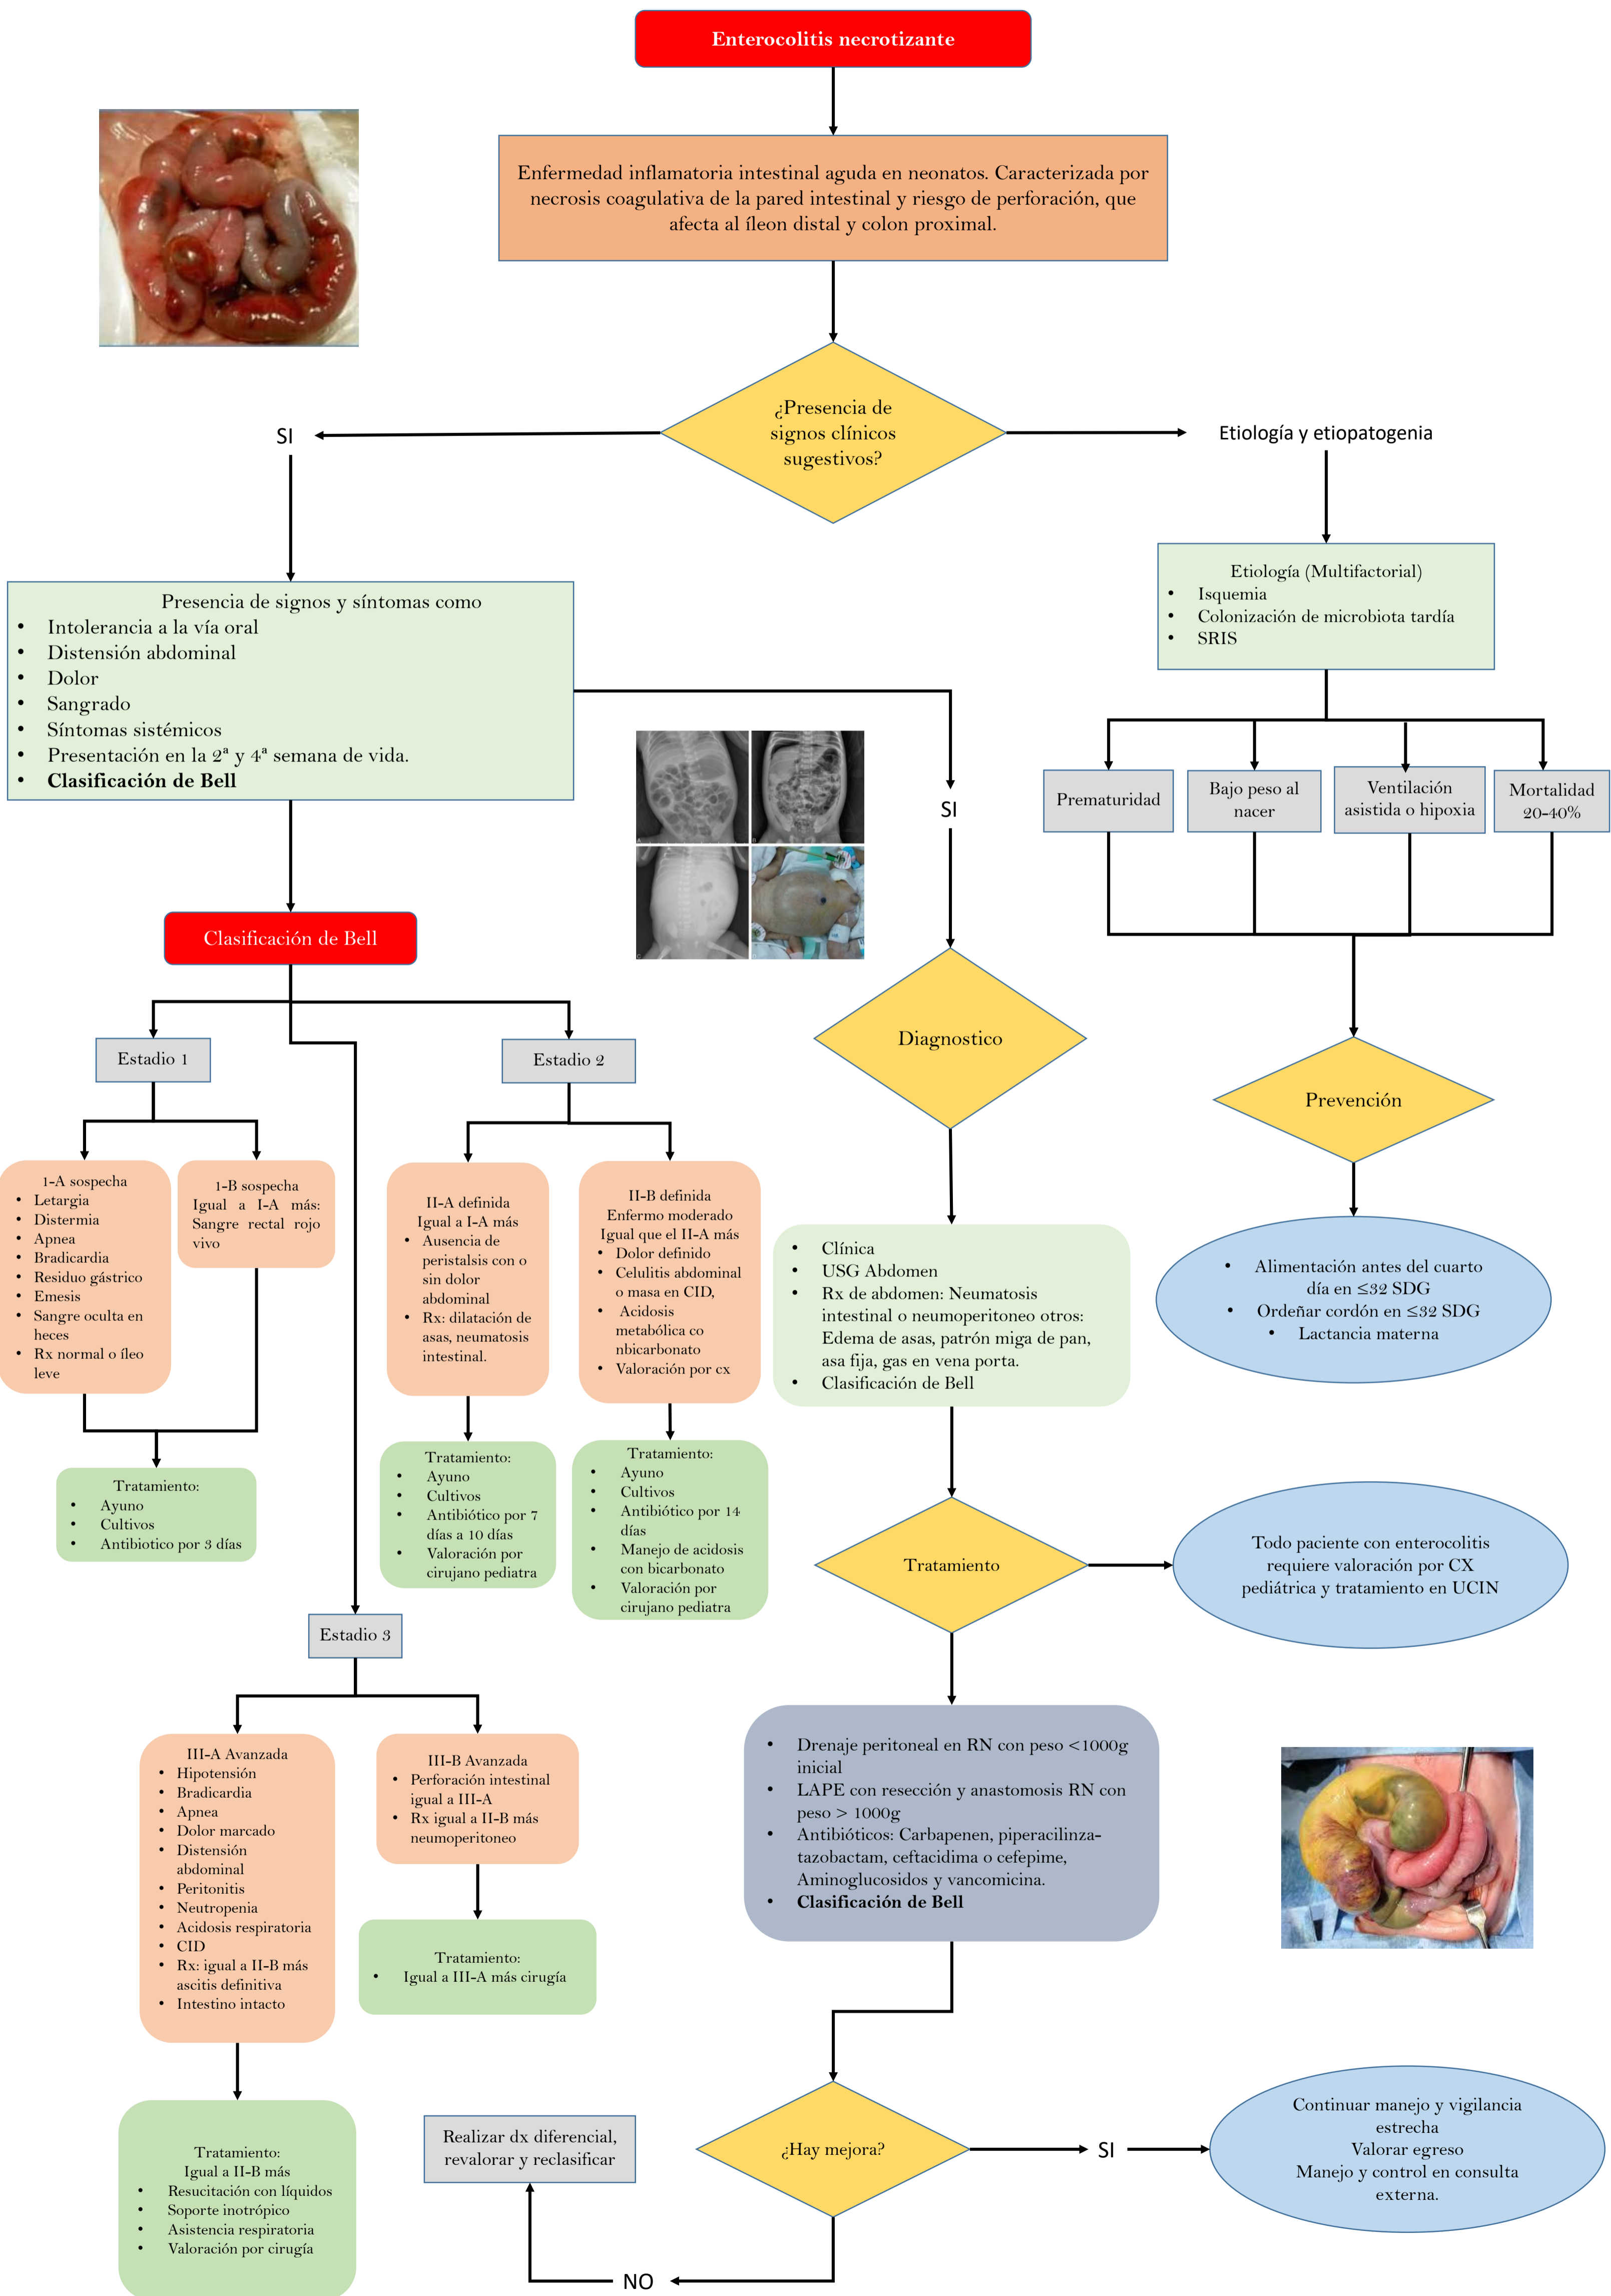 Enterocolitis necrotizante
Enfermedad inflamatoria intestinal aguda en neonatos. Caracterizada por
necrosis coagulativa de la pared intestinal y riesgo de perforación, que
afecta al íleon distal y colon proximal.
¿Presencia de
signos clínicos
sugestivos?
SI
Etiología y etiopatogenia
Presencia de signos y síntomas como
• Intolerancia a la vía oral
• Distensión abdominal
• Dolor
• Sangrado
• Síntomas sistémicos
• Presentación en la 2ª y 4ª semana de vida.
• Clasificación de Bell
Etiología (Multifactorial)
• Isquemia
• Colonización de microbiota tardía
• SRIS
Prematuridad
Bajo peso al
nacer
Ventilación
asistida o hipoxia
Mortalidad
20-40%
SI
Clasificación de Bell
Diagnostico
Prevención
Estadio 1
Estadio 2
1-A sospecha
• Letargia
• Distermia
• Apnea
• Bradicardia
• Residuo gástrico
• Emesis
• Sangre oculta en
heces
• Rx normal o íleo
leve
1-B sospecha
Igual a I-A más:
Sangre rectal rojo
vivo
II-A definida
Igual a I-A más
• Ausencia de
peristalsis con o
sin dolor
abdominal
• Rx: dilatación de
asas, neumatosis
intestinal.
II-B definida
Enfermo moderado
Igual que el II-A más
• Dolor definido
• Celulitis abdominal
o masa en CID,
• Acidosis
metabólica co
nbicarbonato
• Valoración por cx
• Clínica
• USG Abdomen
• Rx de abdomen: Neumatosis
intestinal o neumoperitoneo otros:
Edema de asas, patrón miga de pan,
asa fija, gas en vena porta.
• Clasificación de Bell
• Alimentación antes del cuarto
día en ≤32 SDG
• Ordeñar cordón en ≤32 SDG
• Lactancia materna
Tratamiento:
• Ayuno
• Cultivos
• Antibiotico por 3 días
Tratamiento:
• Ayuno
• Cultivos
• Antibiótico por 7
días a 10 días
• Valoración por
cirujano pediatra
Tratamiento:
• Ayuno
• Cultivos
• Antibiótico por 14
días
• Manejo de acidosis
con bicarbonato
• Valoración por
cirujano pediatra
Tratamiento
Todo paciente con enterocolitis
requiere valoración por CX
pediátrica y tratamiento en UCIN
Estadio 3
III-A Avanzada
• Hipotensión
• Bradicardia
• Apnea
• Dolor marcado
• Distensión
abdominal
• Peritonitis
• Neutropenia
• Acidosis respiratoria
• CID
• Rx: igual a II-B más
ascitis definitiva
• Intestino intacto
III-B Avanzada
• Perforación intestinal
igual a III-A
• Rx igual a II-B más
neumoperitoneo
Tratamiento:
• Igual a III-A más cirugía
• Drenaje peritoneal en RN con peso <1000g
inicial
• LAPE con resección y anastomosis RN con
peso > 1000g
• Antibióticos: Carbapenen, piperacilinza-
tazobactam, ceftacidima o cefepime,
Aminoglucosidos y vancomicina.
• Clasificación de Bell
Tratamiento:
Igual a II-B más
• Resucitación con líquidos
• Soporte inotrópico
• Asistencia respiratoria
• Valoración por cirugía
Realizar dx diferencial,
revalorar y reclasificar
¿Hay mejora?
SI
Continuar manejo y vigilancia
estrecha
Valorar egreso
Manejo y control en consulta
externa.
NO